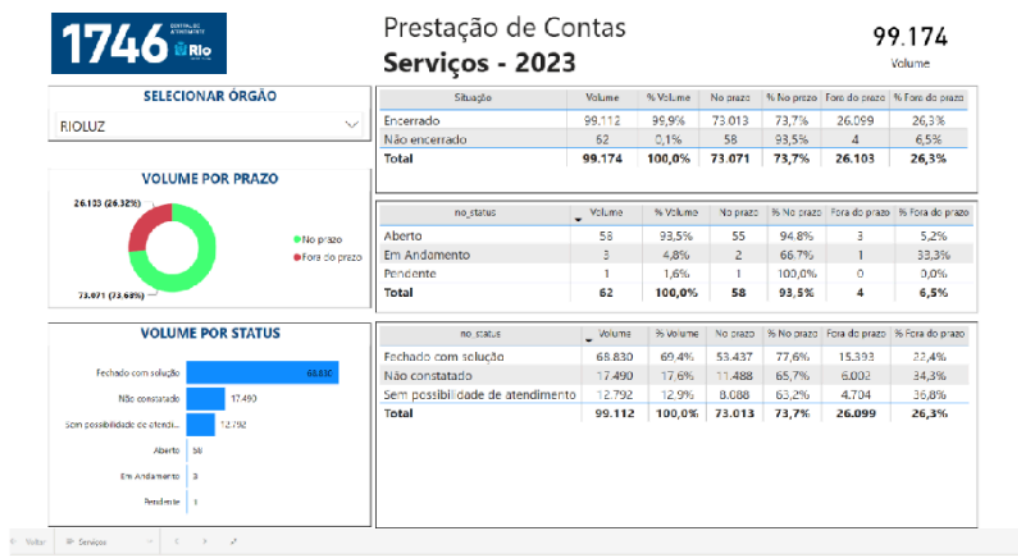 1746
CENTRAL DE
ATENDIMENTO
RIO
Prestação de Contas
Serviços - 2023
99.174
Volume
SELECIONAR ÓRGÃO
RIOLUZ
Situação Volume % Volume No prazo % No prazo Fora do prazo % Fora do prazo
Encerrado 99.112 99,9% 73.013 73,7% 26.099 26,3%
Não encerrado 62 0,1% 58 93,5% 4 6,5%
Total 99.174 100,0% 73.071 73,7% 26.103 26,3%
VOLUME POR PRAZO
26.103 (26.32%)
No prazo
Fora do prazo
73.071 (73,68%)
no_status Volume % Volume No prazo % No prazo Fora do prazo % Fora do prazo
Aberto 58 93,5% 55 94,8% 3 5,2%
Em Andamento 3 4,8% 2 66,7% 1 33,3%
Pendente 1 1,6% 1 100,0% 0 0,0%
Total 62 100,0% 58 93,5% 4 6,5%
VOLUME POR STATUS
Fechado com solução 68.830
Não constatado 17.490
Sem possibilidade de atendi... 12.792
Aberto 58
Em Andamento 3
Pendente 1
no_status Volume % Volume No prazo % No prazo Fora do prazo % Fora do prazo
Fechado com solução 68.830 69,4% 53.437 77,6% 15.393 22,4%
Não constatado 17.490 17,6% 11.488 65,7% 6.002 34,3%
Sem possibilidade de atendimento 12.792 12,9% 8.088 63,2% 4.704 36,8%
Total 99.112 100,0% 73.013 73,7% 26.099 26,3%
Voltar Serviços